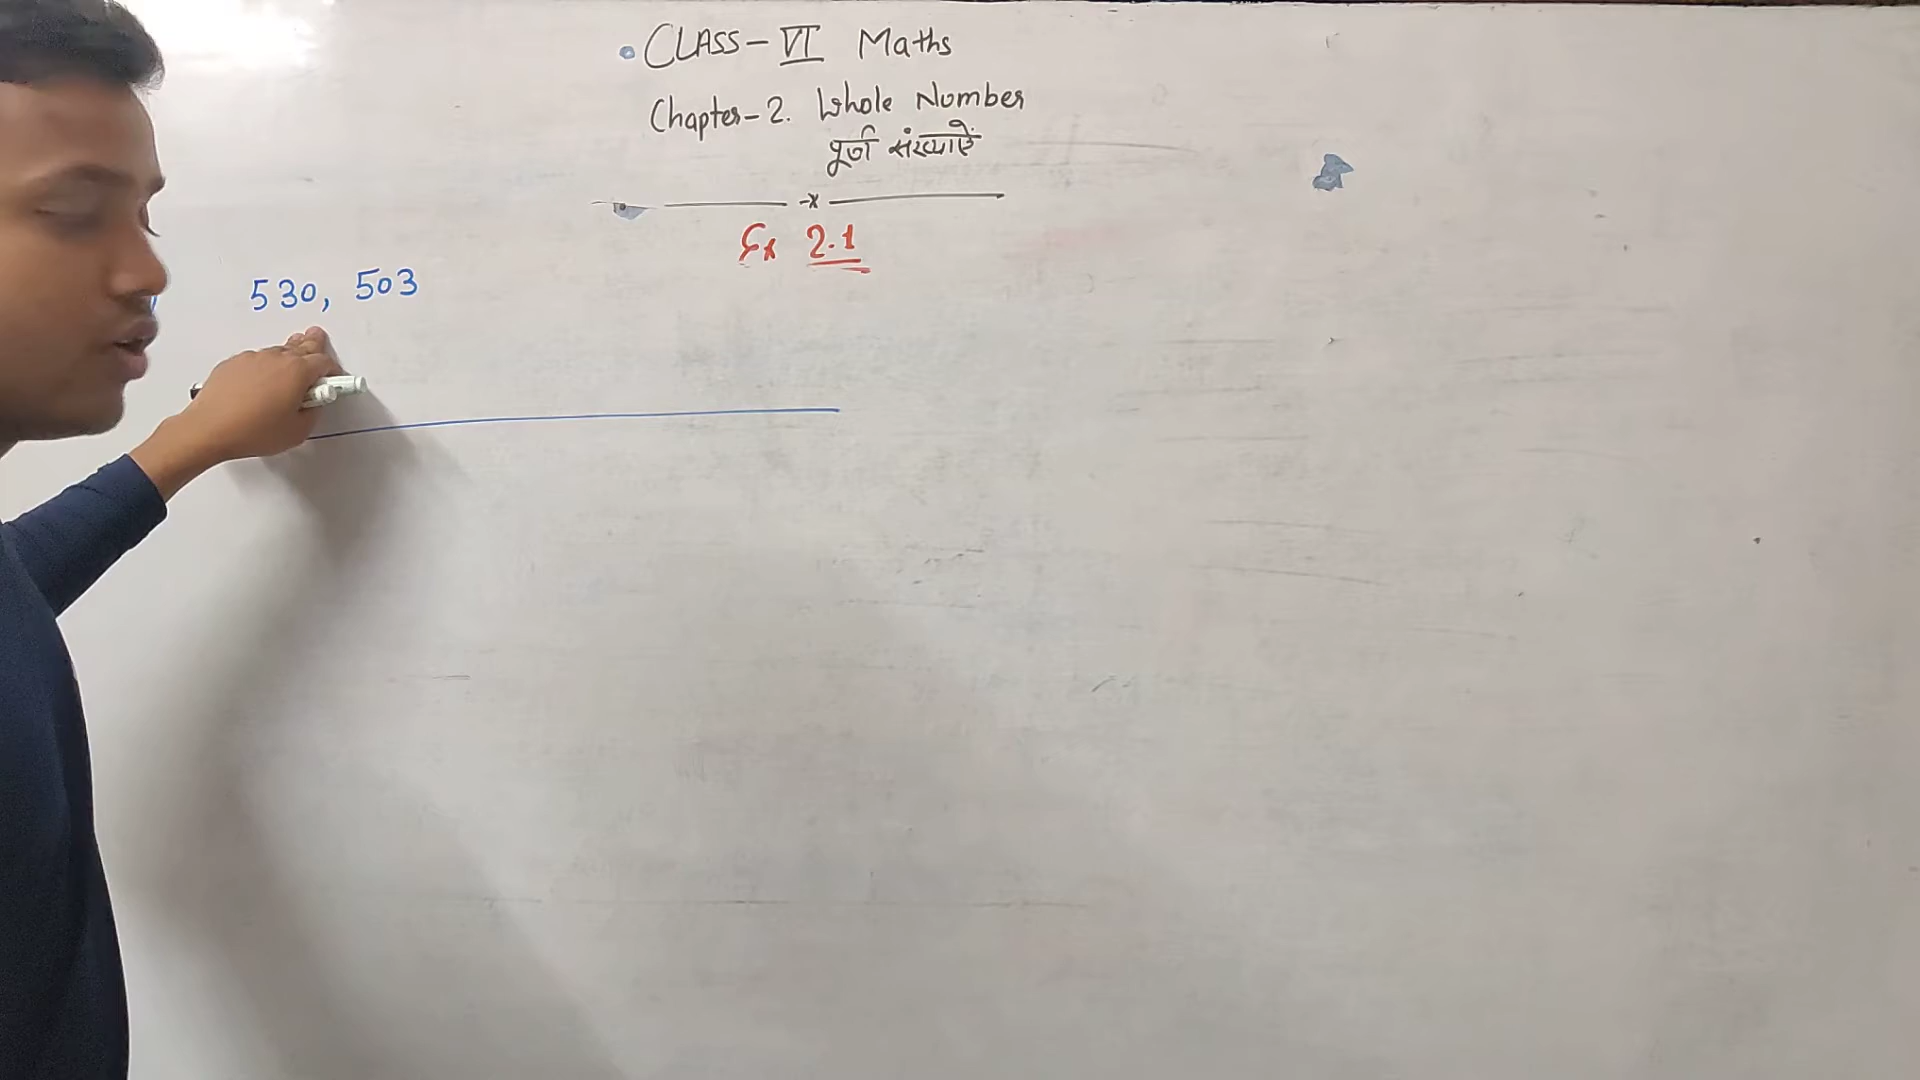 CLASS-VI Maths
Chapter-2. Whole Number
पूर्ण संख्याएँ
Ex 2.1
530, 503